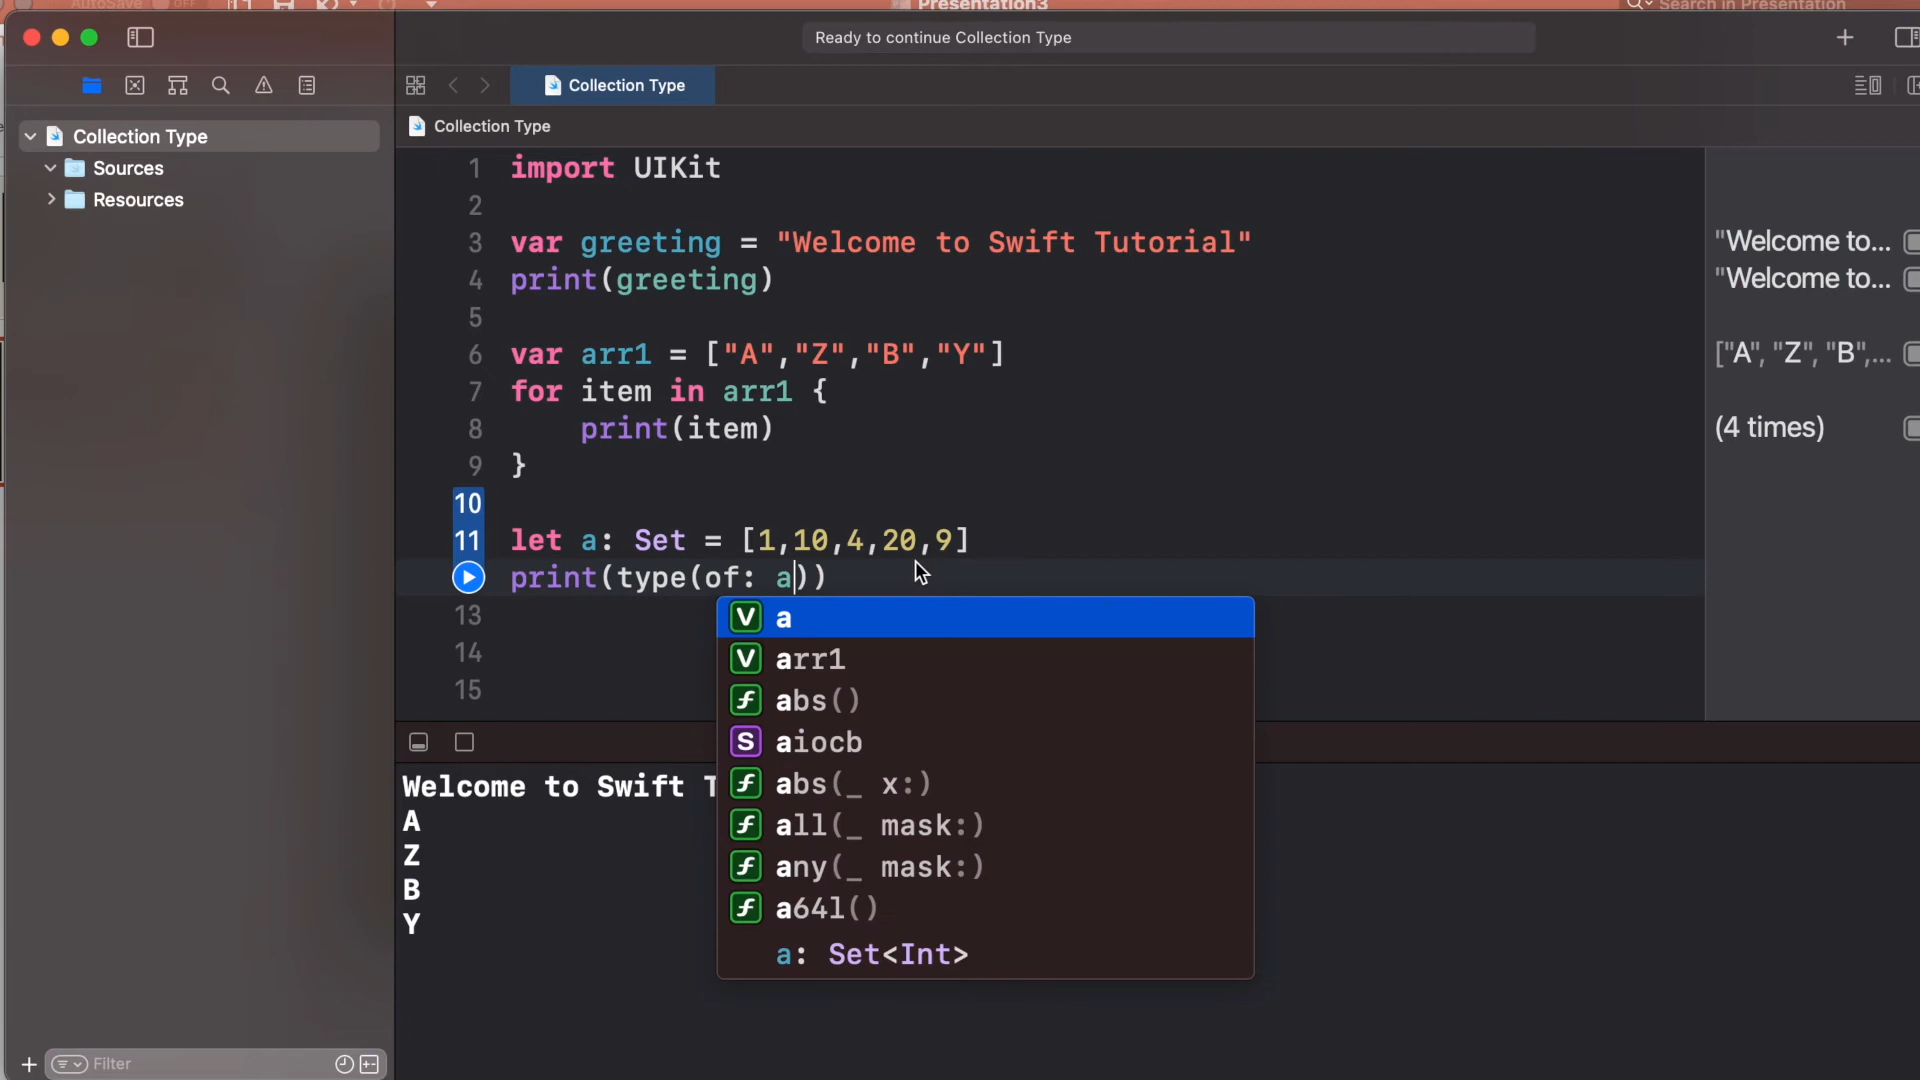 AutoSave OFF
Presentation3
Search in Presentation
Ready to continue Collection Type
Collection Type
Collection Type
Collection Type
Sources
Resources
1 import UIKit
2
3 var greeting = "Welcome to Swift Tutorial"
4 print(greeting)
5
6 var arr1 = ["A","Z","B","Y"]
7 for item in arr1 {
8 print(item)
9 }
10
11 let a: Set = [1,10,4,20,9]
print(type(of: a))
13
14
15
"Welcome to...
"Welcome to...
["A", "Z", "B",...
(4 times)
V a
V arr1
f abs()
S aiocb
f abs(_ x:)
f all(_ mask:)
f any(_ mask:)
f a64l()
a: Set<Int>
Welcome to Swift T
A
Z
B
Y
Filter